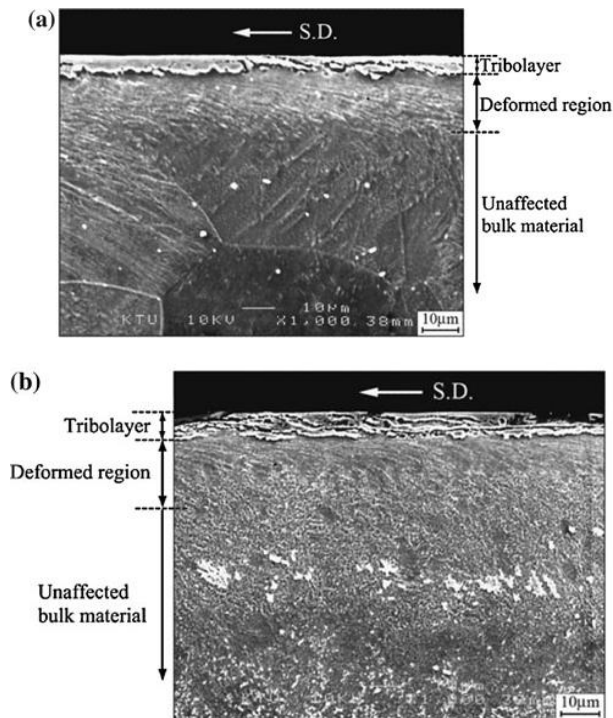 (a)
S.D.
Tribolayer
Deformed region
Unaffected
bulk material
10µm
KTU 10KV X1,000 38mm
10µm
(b)
S.D.
Tribolayer
Deformed region
Unaffected
bulk material
10µm